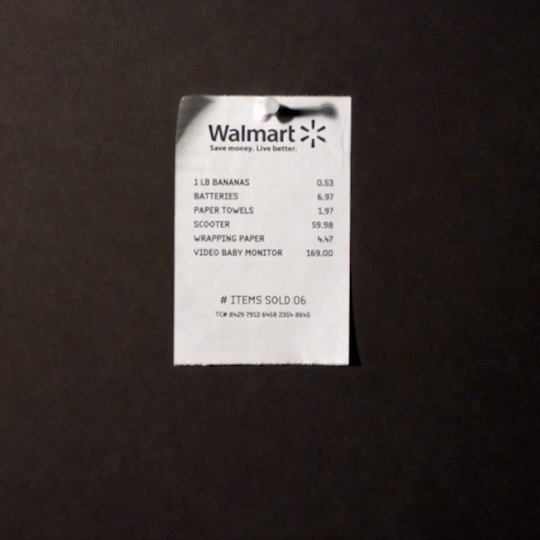 Walmart
Save money. Live better.
1 LB BANANAS 0.53
BATTERIES 6.97
PAPER TOWELS 1.97
SCOOTER 59.98
WRAPPING PAPER 4.47
VIDEO BABY MONITOR 169.00
# ITEMS SOLD 06
TC# 8429 7913 6458 2354 8645